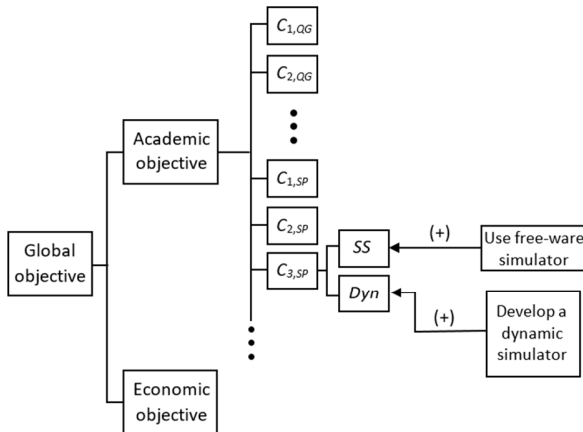 C1,QG
C2,QG
Academic
objective
C1,SP
C2,SP
Global
objective
C3,SP
SS
(+)
Use free-ware
simulator
Dyn
(+)
Develop a
dynamic
simulator
Economic
objective